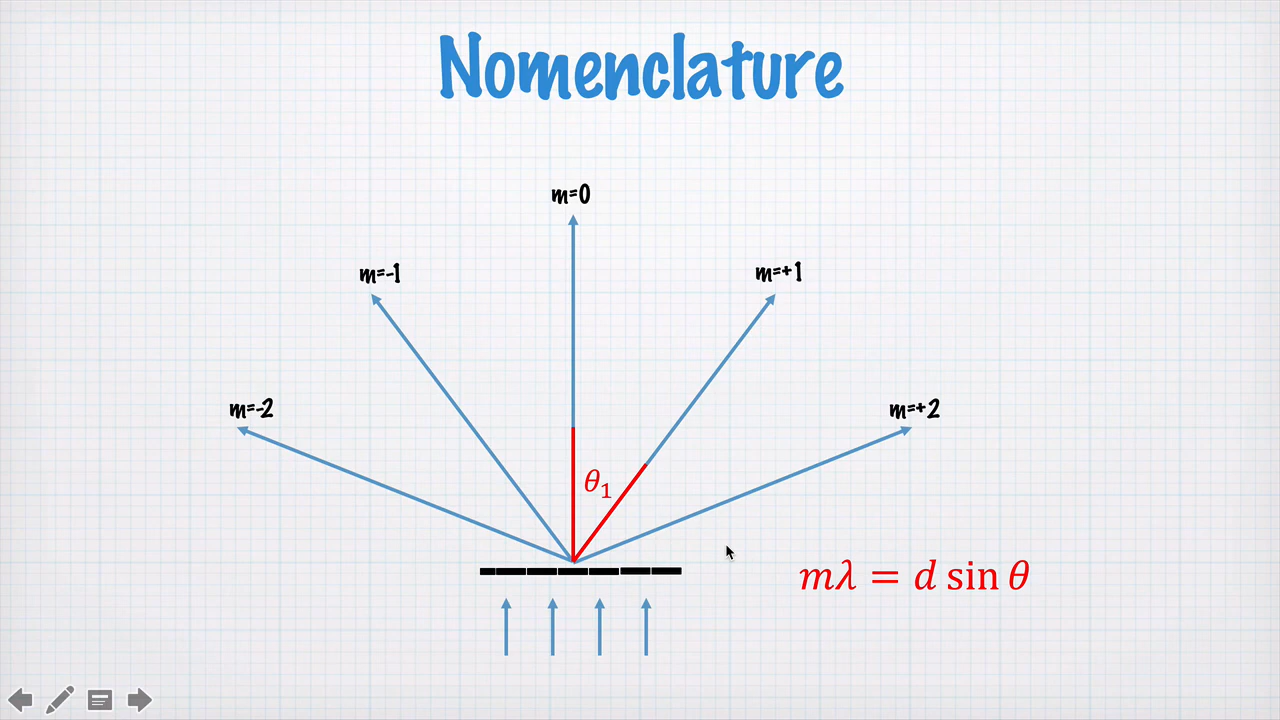 Nomenclature
m=0
m=-1
m=+1
m=-2
m=+2
θ₁
mλ = d sin θ